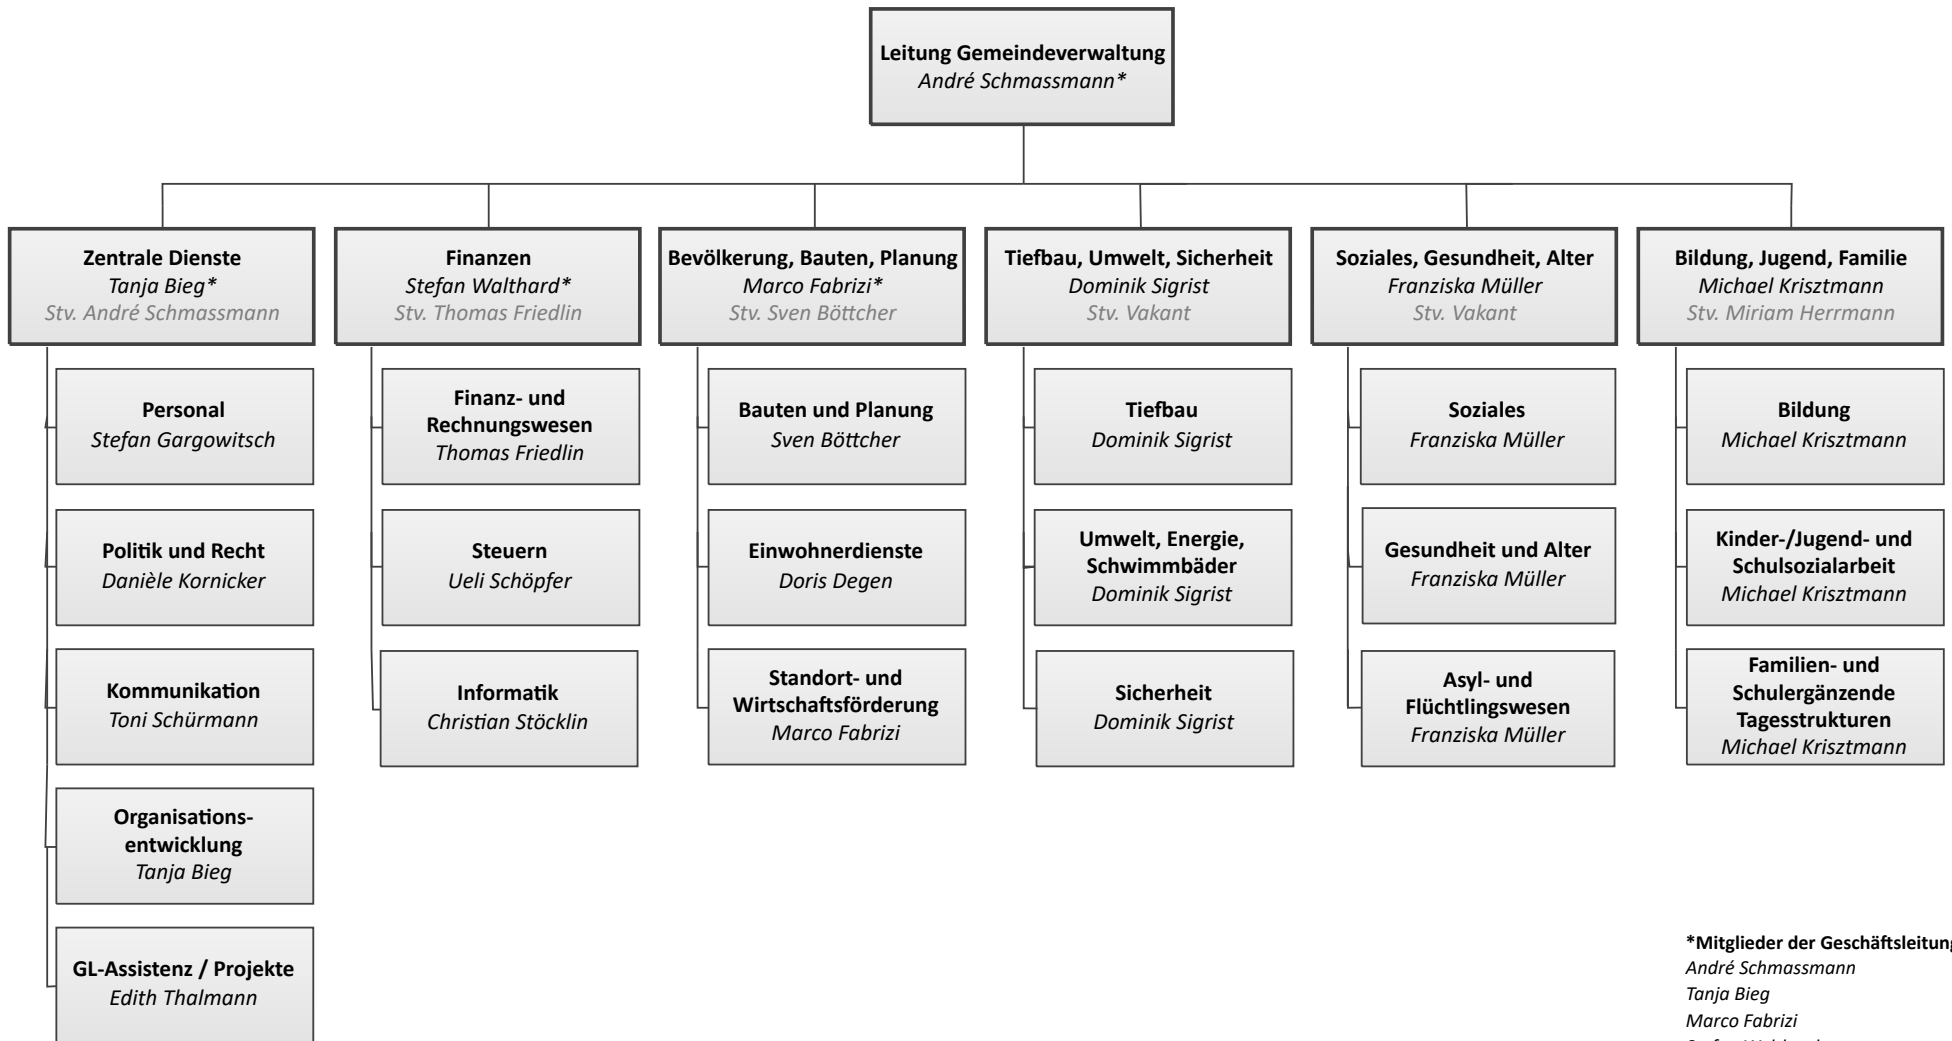 Leitung Gemeindeverwaltung
André Schmassmann*
Zentrale Dienste
Tanja Bieg*
Stv. André Schmassmann
Personal
Stefan Gargowitsch
Politik und Recht
Danièle Kornicker
Kommunikation
Toni Schürmann
Organisations-
entwicklung
Tanja Bieg
GL-Assistenz / Projekte
Edith Thalmann
Finanzen
Stefan Walthard*
Stv. Thomas Friedlin
Finanz- und
Rechnungswesen
Thomas Friedlin
Steuern
Ueli Schöpfer
Informatik
Christian Stöcklin
Bevölkerung, Bauten, Planung
Marco Fabrizi*
Stv. Sven Böttcher
Bauten und Planung
Sven Böttcher
Einwohnerdienste
Doris Degen
Standort- und
Wirtschaftsförderung
Marco Fabrizi
Tiefbau, Umwelt, Sicherheit
Dominik Sigrist
Stv. Vakant
Tiefbau
Dominik Sigrist
Umwelt, Energie,
Schwimmbäder
Dominik Sigrist
Sicherheit
Dominik Sigrist
Soziales, Gesundheit, Alter
Franziska Müller
Stv. Vakant
Soziales
Franziska Müller
Gesundheit und Alter
Franziska Müller
Asyl- und
Flüchtlingswesen
Franziska Müller
Bildung, Jugend, Familie
Michael Krisztmann
Stv. Miriam Herrmann
Bildung
Michael Krisztmann
Kinder-/Jugend- und
Schulsozialarbeit
Michael Krisztmann
Familien- und
Schulergänzende
Tagesstrukturen
Michael Krisztmann
*Mitglieder der Geschäftsleitung
André Schmassmann
Tanja Bieg
Marco Fabrizi